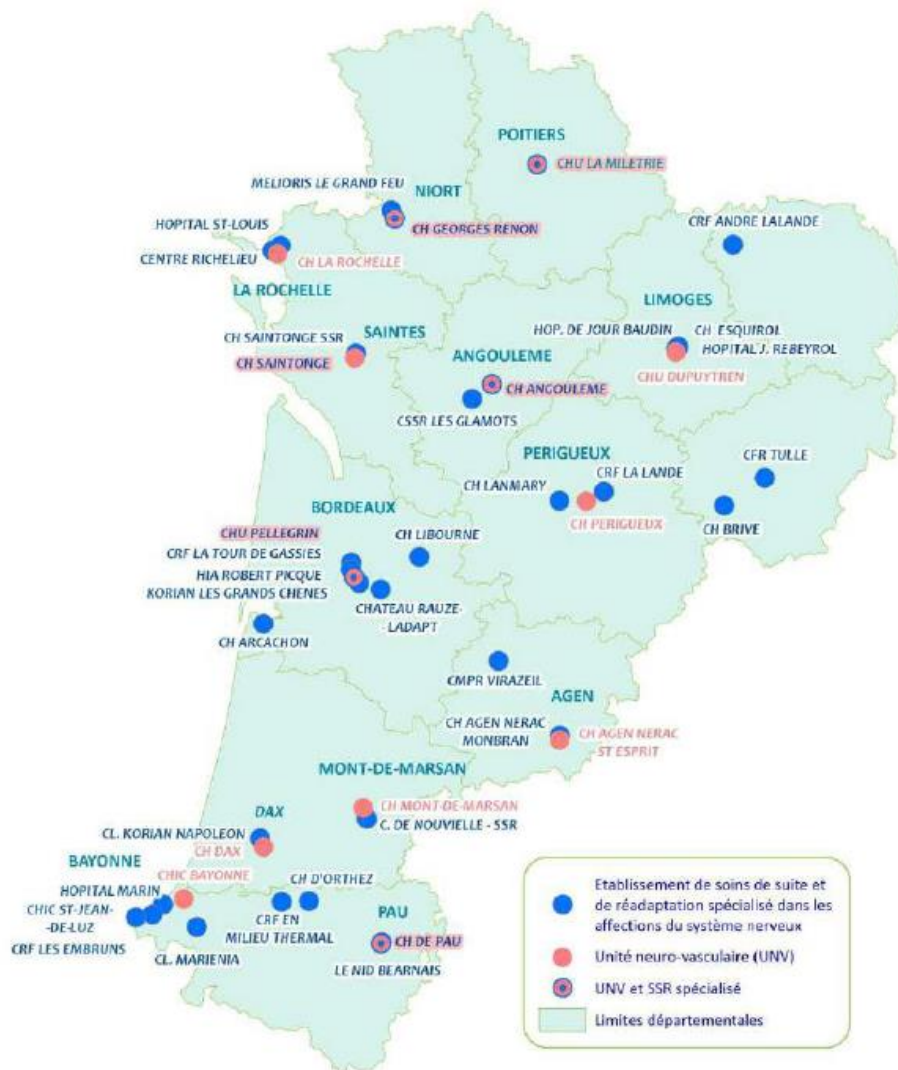 POITIERS
CHU LA MILETRIE
MELIORIS LE GRAND FEU
NIORT
CH GEORGES RENON
HOPITAL ST-LOUIS
CENTRE RICHELIEU
CH LA ROCHELLE
LA ROCHELLE
CRF ANDRE LALANDE
LIMOGES
HOP. DE JOUR BAUDIN
CH ESQUIROL
HOPITAL J. REBEYROL
CHU DUPUYTREN
SAINTES
CH SAINTONGE SSR
CH SAINTONGE
ANGOULEME
CH ANGOULEME
CSSR LES GLAMOTS
PERIGUEUX
CH LANMARY
CRF LA LANDE
CH PERIGUEUX
CFR TULLE
CH BRIVE
BORDEAUX
CHU PELLEGRIN
CRF LA TOUR DE GASSIES
HIA ROBERT PICQUE
KORIAN LES GRANDS CHENES
CH LIBOURNE
CHATEAU RAUZE-
-LADAPT
CH ARCACHON
CMPR VIRAZEIL
AGEN
CH AGEN NERAC
MONBRAN
CH AGEN NERAC
ST ESPRIT
MONT-DE-MARSAN
CH MONT-DE-MARSAN
C. DE NOUVIELLE - SSR
DAX
CL. KORIAN NAPOLEON
CH DAX
BAYONNE
CHIC BAYONNE
HOPITAL MARIN
CHIC ST-JEAN-
-DE-LUZ
CRF LES EMBRUNS
CL. MARIENIA
CH D'ORTHEZ
CRF EN
MILIEU THERMAL
PAU
CH DE PAU
LE NID BEARNAIS
Etablissement de soins de suite et
de réadaptation spécialisé dans les
affections du système nerveux
Unité neuro-vasculaire (UNV)
UNV et SSR spécialisé
Limites départementales